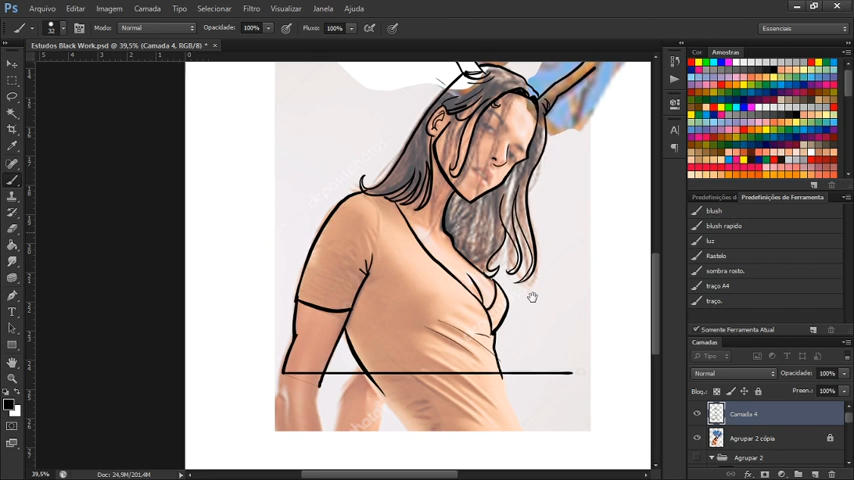 Ps Arquivo Editar Imagem Camada Tipo Selecionar Filtro Visualizar Janela Ajuda
32 Modo: Normal Opacidade: 100% Fluxo: 100% Essenciais
Estudos Black Work.psd @ 39,5% (Camada 4, RGB/8) * ×
Cor Amostras
Predefinições de Ferramenta
blush
blush rapido
luz
Rastelo
sombra rosto.
traço A4
traço.
Somente Ferramenta Atual
Camadas
Tipo
Normal Opacidade: 100%
Bloq.: Preen.: 100%
Camada 4
Agrupar 2 cópia
Agrupar 2
39,5% Doc: 24,9M/201,4M